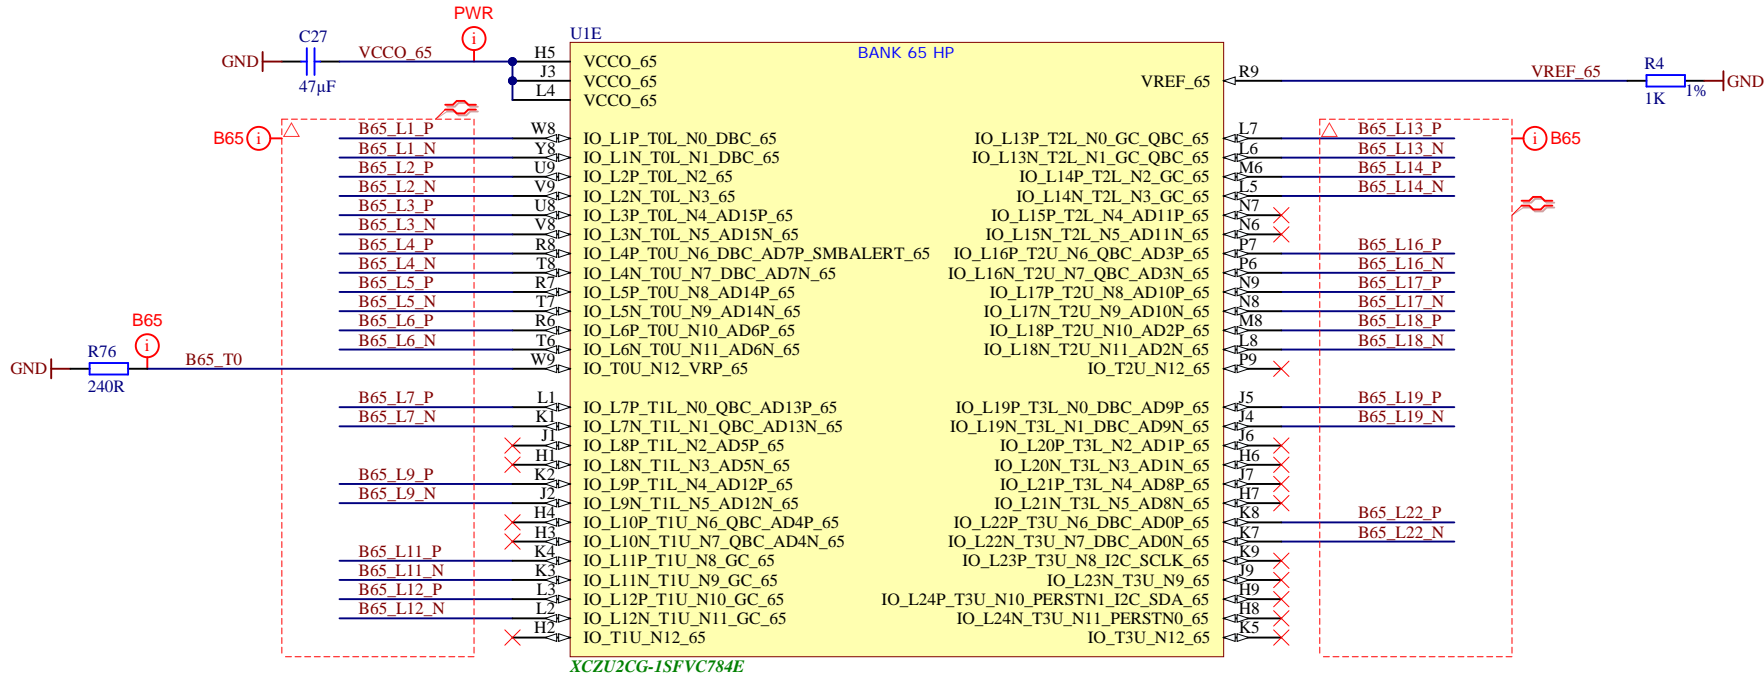 PWR
i
U1E
BANK 65 HP
C27
GND
VCCO_65
47µF
H5 VCCO_65
J3 VCCO_65
L4 VCCO_65
VREF_65 R9
VREF_65
R4
1K
1%
GND
B65 i
i B65
B65_L1_P W8 IO_L1P_T0L_N0_DBC_65
B65_L1_N Y8 IO_L1N_T0L_N1_DBC_65
B65_L2_P U9 IO_L2P_T0L_N2_65
B65_L2_N V9 IO_L2N_T0L_N3_65
B65_L3_P U8 IO_L3P_T0L_N4_AD15P_65
B65_L3_N V8 IO_L3N_T0L_N5_AD15N_65
B65_L4_P R8 IO_L4P_T0U_N6_DBC_AD7P_SMBALERT_65
B65_L4_N T8 IO_L4N_T0U_N7_DBC_AD7N_65
B65_L5_P R7 IO_L5P_T0U_N8_AD14P_65
B65_L5_N T7 IO_L5N_T0U_N9_AD14N_65
B65_L6_P R6 IO_L6P_T0U_N10_AD6P_65
B65_L6_N T6 IO_L6N_T0U_N11_AD6N_65
B65
i
GND
R76
240R
B65_T0 W9 IO_T0U_N12_VRP_65
B65_L7_P L1 IO_L7P_T1L_N0_QBC_AD13P_65
B65_L7_N K1 IO_L7N_T1L_N1_QBC_AD13N_65
J1 IO_L8P_T1L_N2_AD5P_65
H1 IO_L8N_T1L_N3_AD5N_65
B65_L9_P K2 IO_L9P_T1L_N4_AD12P_65
B65_L9_N J2 IO_L9N_T1L_N5_AD12N_65
H4 IO_L10P_T1U_N6_QBC_AD4P_65
H3 IO_L10N_T1U_N7_QBC_AD4N_65
B65_L11_P K4 IO_L11P_T1U_N8_GC_65
B65_L11_N K3 IO_L11N_T1U_N9_GC_65
B65_L12_P L3 IO_L12P_T1U_N10_GC_65
B65_L12_N L2 IO_L12N_T1U_N11_GC_65
H2 IO_T1U_N12_65
IO_L13P_T2L_N0_GC_QBC_65 L7 B65_L13_P
IO_L13N_T2L_N1_GC_QBC_65 L6 B65_L13_N
IO_L14P_T2L_N2_GC_65 M6 B65_L14_P
IO_L14N_T2L_N3_GC_65 L5 B65_L14_N
IO_L15P_T2L_N4_AD11P_65 N7
IO_L15N_T2L_N5_AD11N_65 N6
IO_L16P_T2U_N6_QBC_AD3P_65 P7 B65_L16_P
IO_L16N_T2U_N7_QBC_AD3N_65 P6 B65_L16_N
IO_L17P_T2U_N8_AD10P_65 N9 B65_L17_P
IO_L17N_T2U_N9_AD10N_65 N8 B65_L17_N
IO_L18P_T2U_N10_AD2P_65 M8 B65_L18_P
IO_L18N_T2U_N11_AD2N_65 L8 B65_L18_N
IO_T2U_N12_65 P9
IO_L19P_T3L_N0_DBC_AD9P_65 J5 B65_L19_P
IO_L19N_T3L_N1_DBC_AD9N_65 J4 B65_L19_N
IO_L20P_T3L_N2_AD1P_65 J6
IO_L20N_T3L_N3_AD1N_65 H6
IO_L21P_T3L_N4_AD8P_65 J7
IO_L21N_T3L_N5_AD8N_65 H7
IO_L22P_T3U_N6_DBC_AD0P_65 K8 B65_L22_P
IO_L22N_T3U_N7_DBC_AD0N_65 K7 B65_L22_N
IO_L23P_T3U_N8_I2C_SCLK_65 K9
IO_L23N_T3U_N9_65 J9
IO_L24P_T3U_N10_PERSTN1_I2C_SDA_65 H9
IO_L24N_T3U_N11_PERSTN0_65 H8
IO_T3U_N12_65 K5
XCZU2CG-1SFVC784E